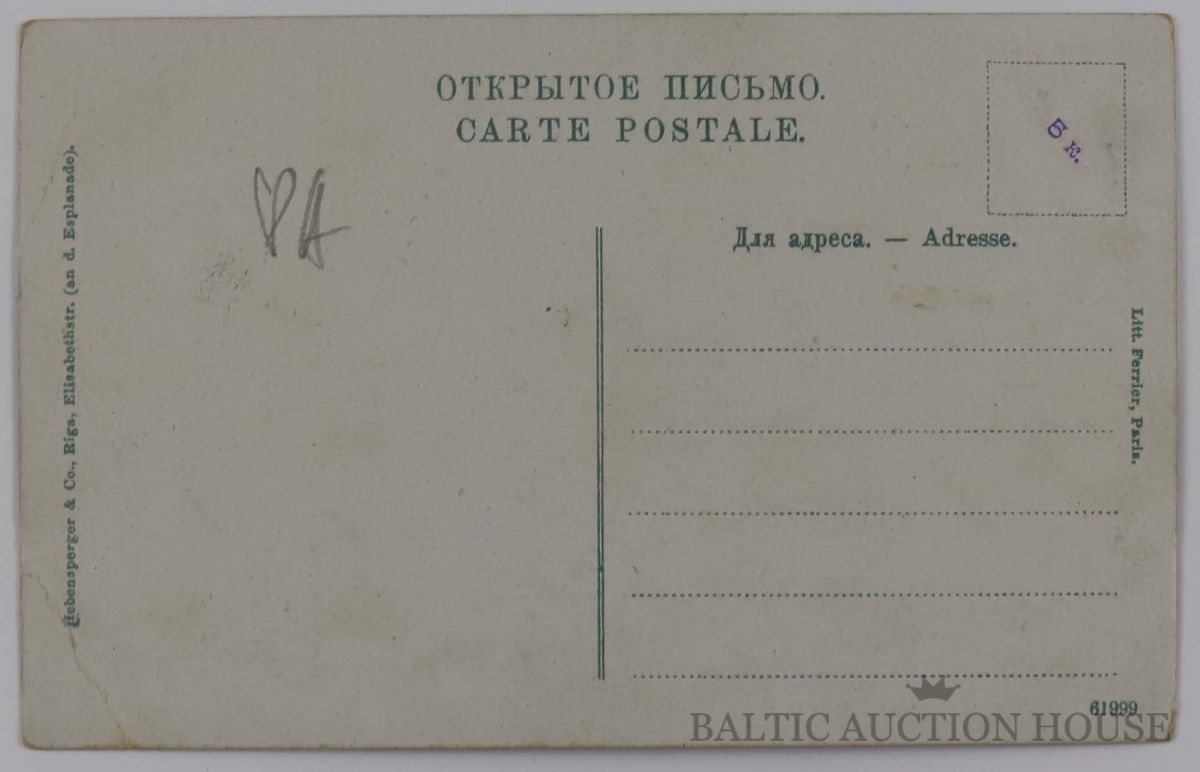 ОТКРЫТОЕ ПИСЬМО.
CARTE POSTALE.
5 к.
Для адреса. — Adresse.
Hebensperger & Co., Riga, Elisabethstr. (an d. Esplanade).
Litt. Ferrier, Paris.
61999
BALTIC AUCTION HOUSE